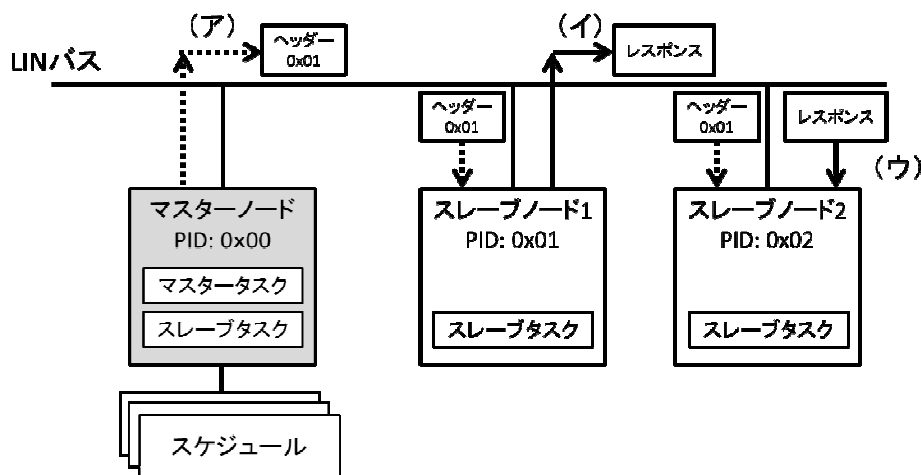 (ア)
ヘッダー
0x01
(イ)
レスポンス
LINバス
ヘッダー
0x01
ヘッダー
0x01
レスポンス
(ウ)
マスターノード
PID: 0x00
マスタータスク
スレーブタスク
スレーブノード1
PID: 0x01
スレーブタスク
スレーブノード2
PID: 0x02
スレーブタスク
スケジュール